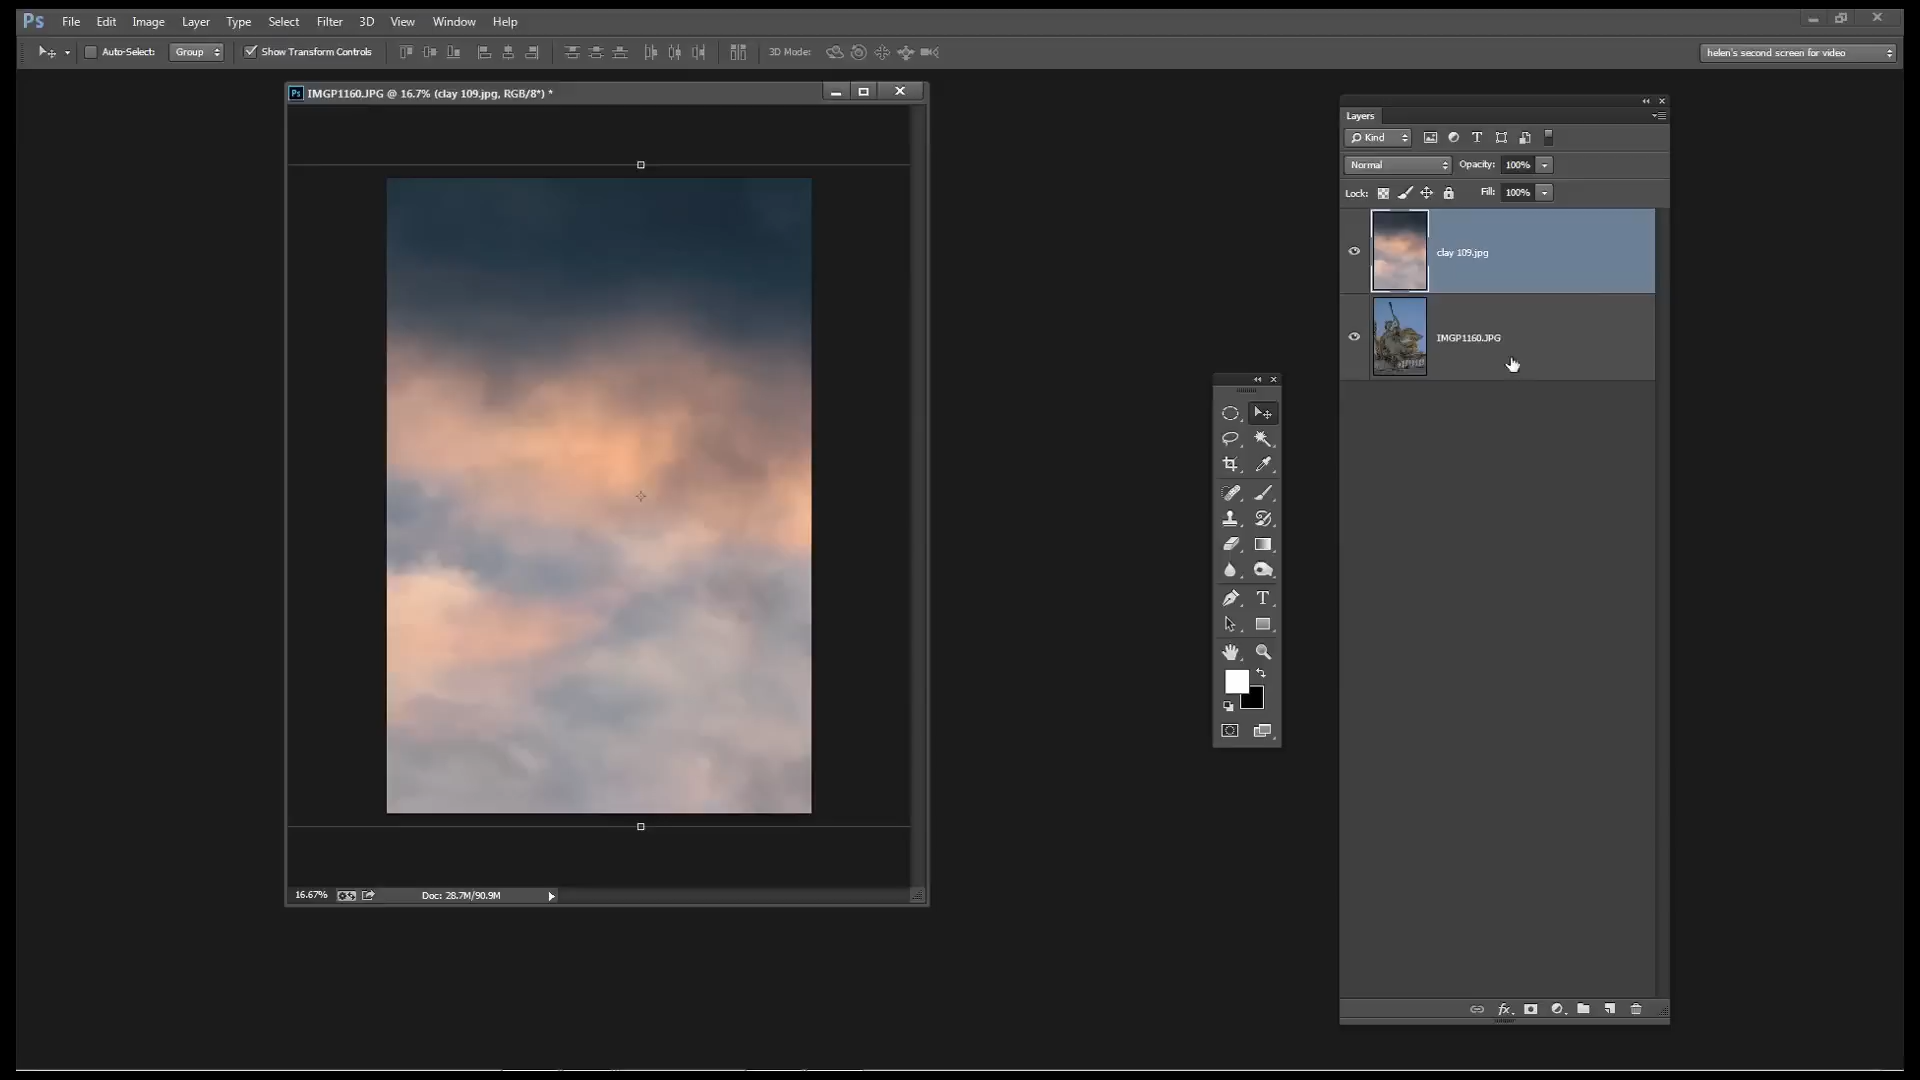 Ps File Edit Image Layer Type Select Filter 3D View Window Help
Auto-Select: Group Show Transform Controls 3D Mode: helen's second screen for video
Ps IMGP1160.JPG @ 16.7% (clay 109.jpg, RGB/8*) *
Layers
Kind T
Normal Opacity: 100%
Lock: Fill: 100%
clay 109.jpg
IMGP1160.JPG
T
16.67% Doc: 28.7M/90.9M
fx